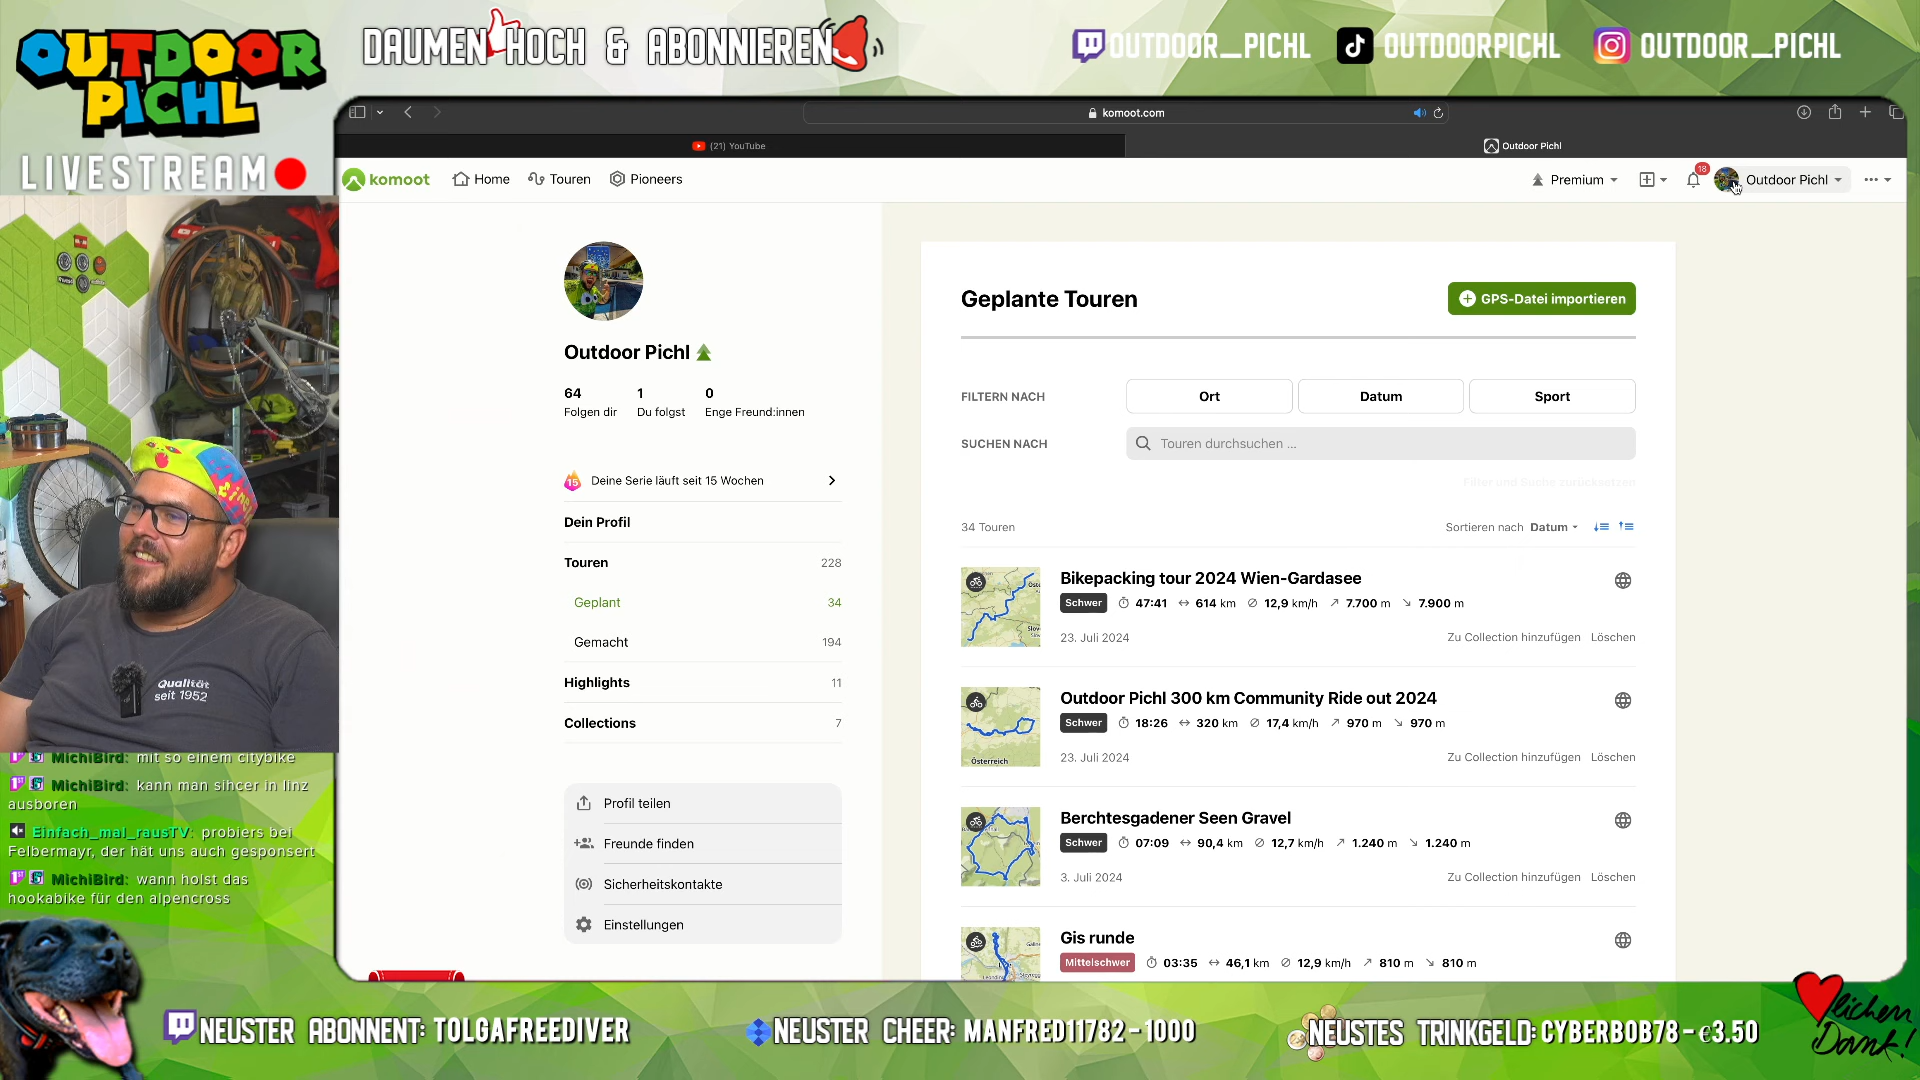 OUTDOOR
PICHL
LIVESTREAM
DAUMEN HOCH & ABONNIEREN
OUTDOOR_PICHL
OUTDOORPICHL
OUTDOOR_PICHL
komoot.com
(21) YouTube
Outdoor Pichl
komoot
Home
Touren
Pioneers
Premium
18
Outdoor Pichl
Outdoor Pichl
64
1
0
Folgen dir
Du folgst
Enge Freund:innen
15
Deine Serie läuft seit 15 Wochen
Dein Profil
Touren 228
Geplant 34
Gemacht 194
Highlights 11
Collections 7
Profil teilen
Freunde finden
Sicherheitskontakte
Einstellungen
Geplante Touren
GPS-Datei importieren
FILTERN NACH
Ort
Datum
Sport
SUCHEN NACH
Touren durchsuchen ...
Filter und Suche zurücksetzen
34 Touren
Sortieren nach Datum
Bikepacking tour 2024 Wien-Gardasee
Schwer 47:41 614 km 12,9 km/h 7.700 m 7.900 m
23. Juli 2024
Zu Collection hinzufügen Löschen
Outdoor Pichl 300 km Community Ride out 2024
Schwer 18:26 320 km 17,4 km/h 970 m 970 m
23. Juli 2024
Zu Collection hinzufügen Löschen
Österreich
Berchtesgadener Seen Gravel
Schwer 07:09 90,4 km 12,7 km/h 1.240 m 1.240 m
3. Juli 2024
Zu Collection hinzufügen Löschen
Gis runde
Mittelschwer 03:35 46,1 km 12,9 km/h 810 m 810 m
Qualität
seit 1952
MichiBird: mit so einem citybike
MichiBird: kann man sihcer in linz
ausboren
Einfach_mal_rausTV: probiers bei
Felbermayr, der hät uns auch gesponsert
MichiBird: wann holst das
hookabike für den alpencross
NEUSTER ABONNENT: TOLGAFREEDIVER
NEUSTER CHEER: MANFRED11782 - 1000
NEUSTES TRINKGELD: CYBERBOB78 - €3.50
lichen
Dank!